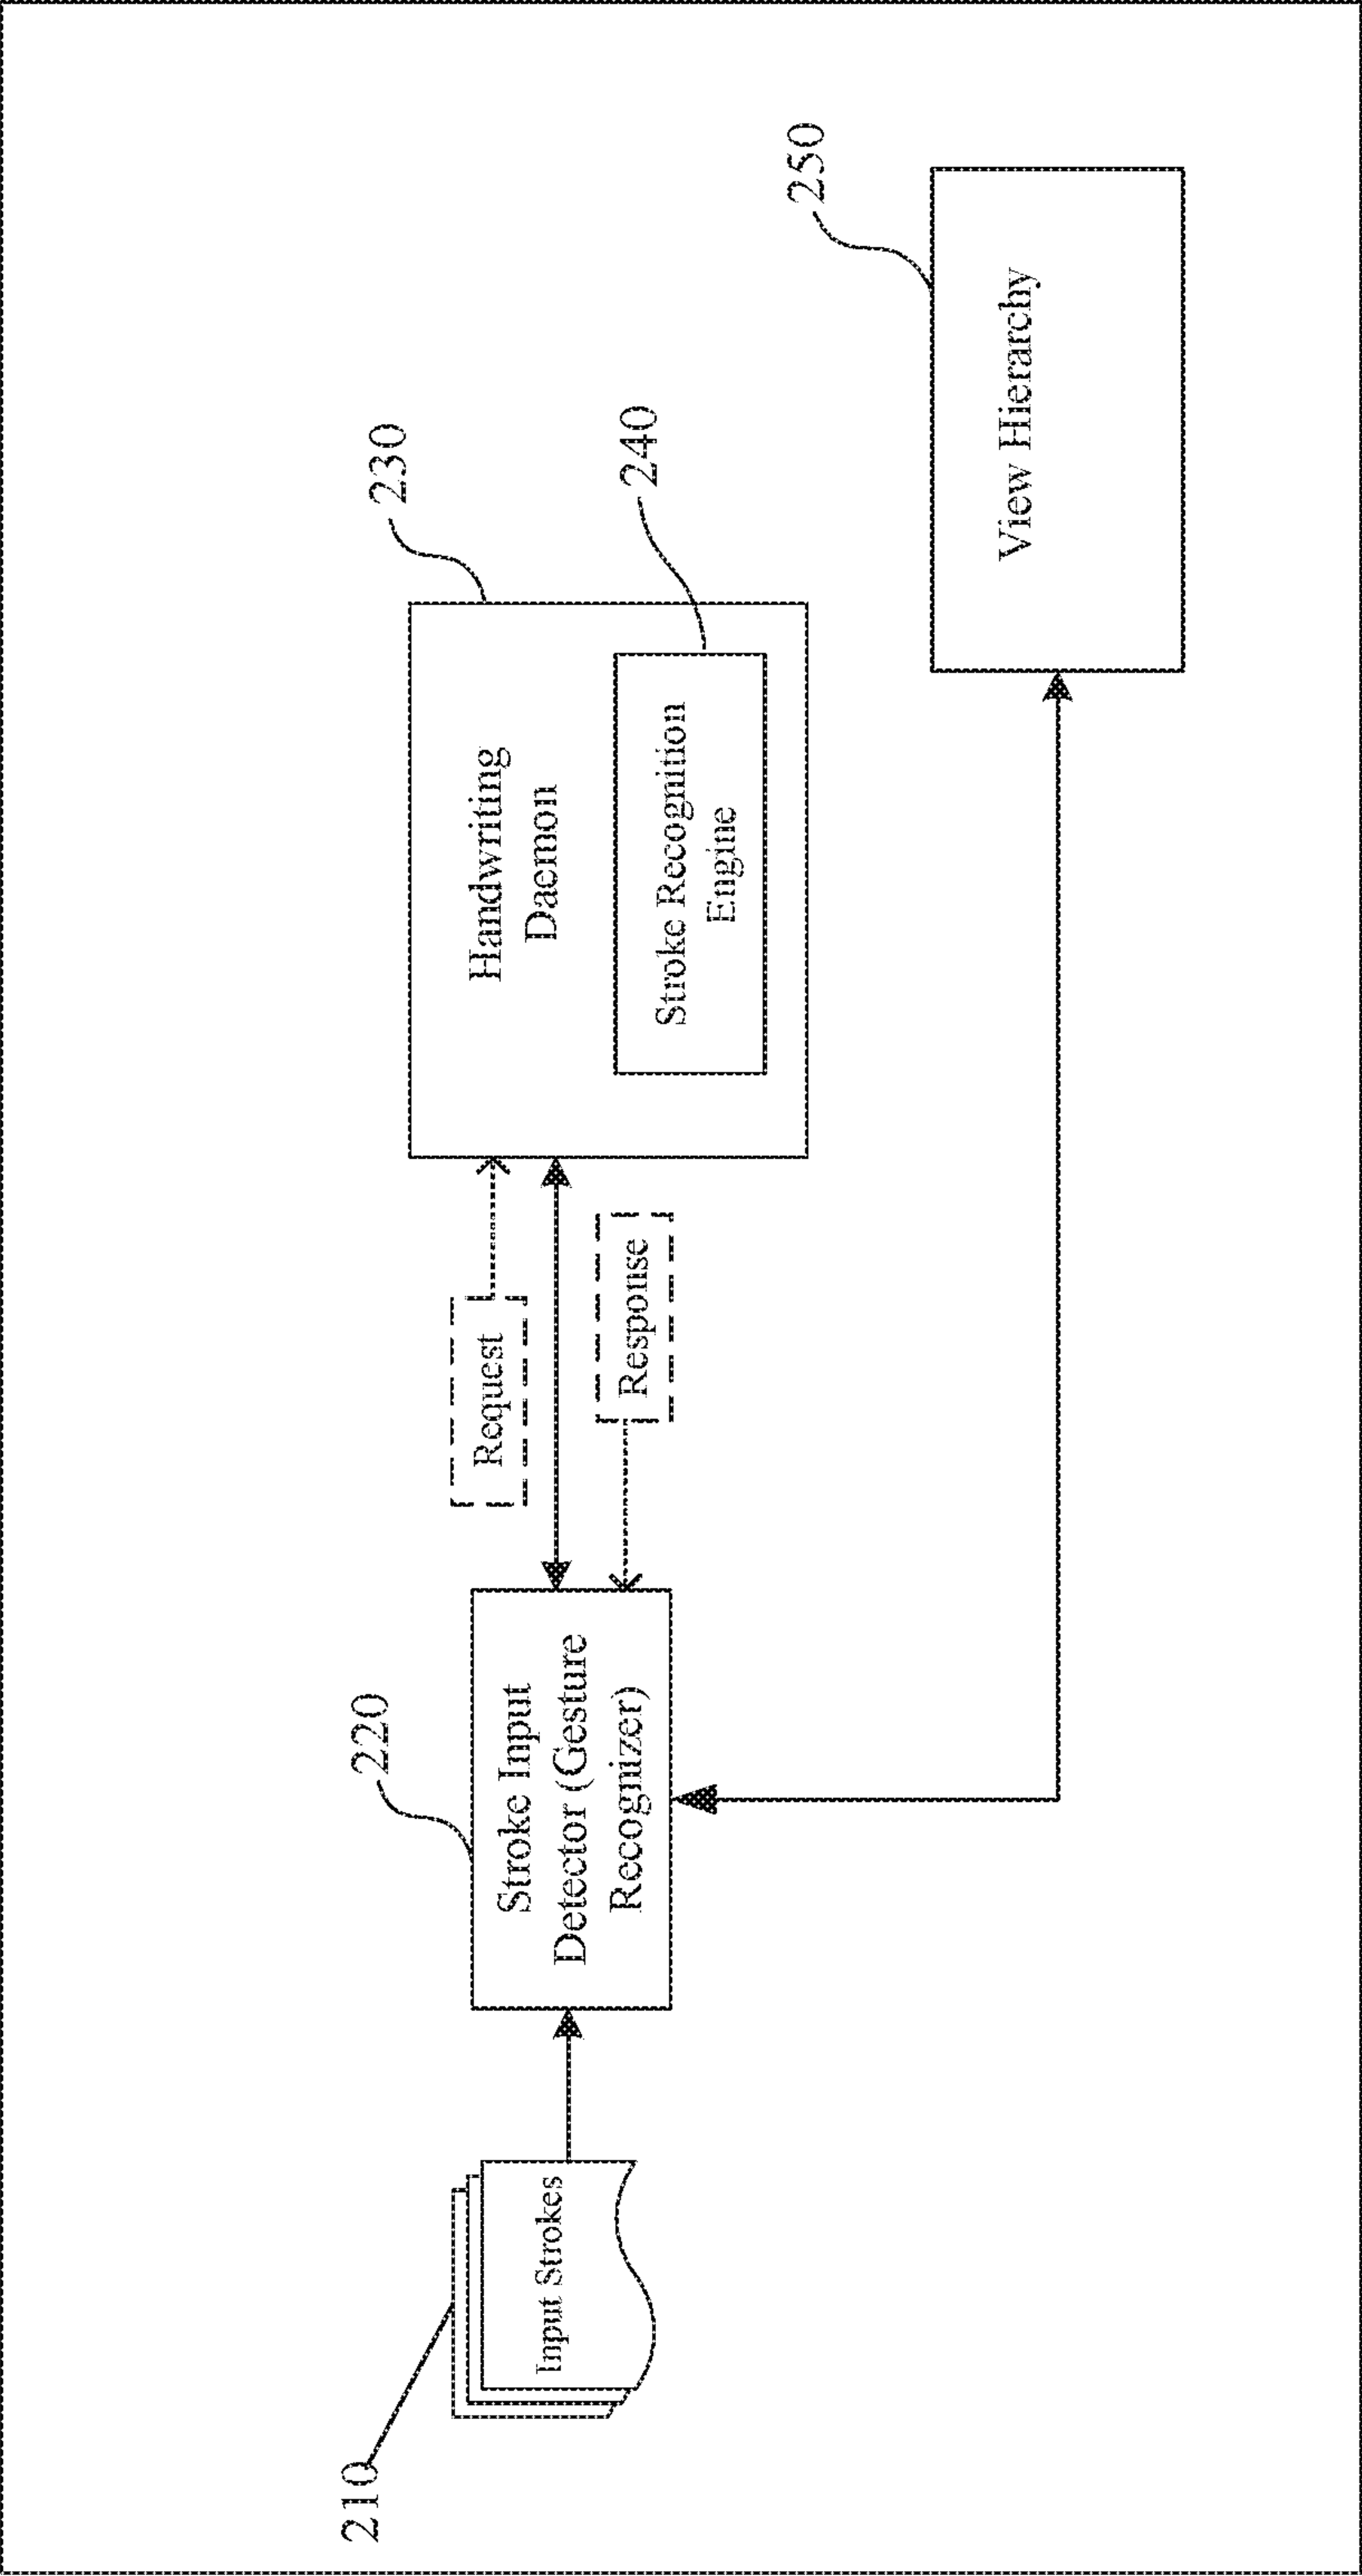 210
Input Strokes
220
Stroke Input
Detector (Gesture
Recognizer)
Request
Response
230
Handwriting
Daemon
240
Stroke Recognition
Engine
250
View Hierarchy